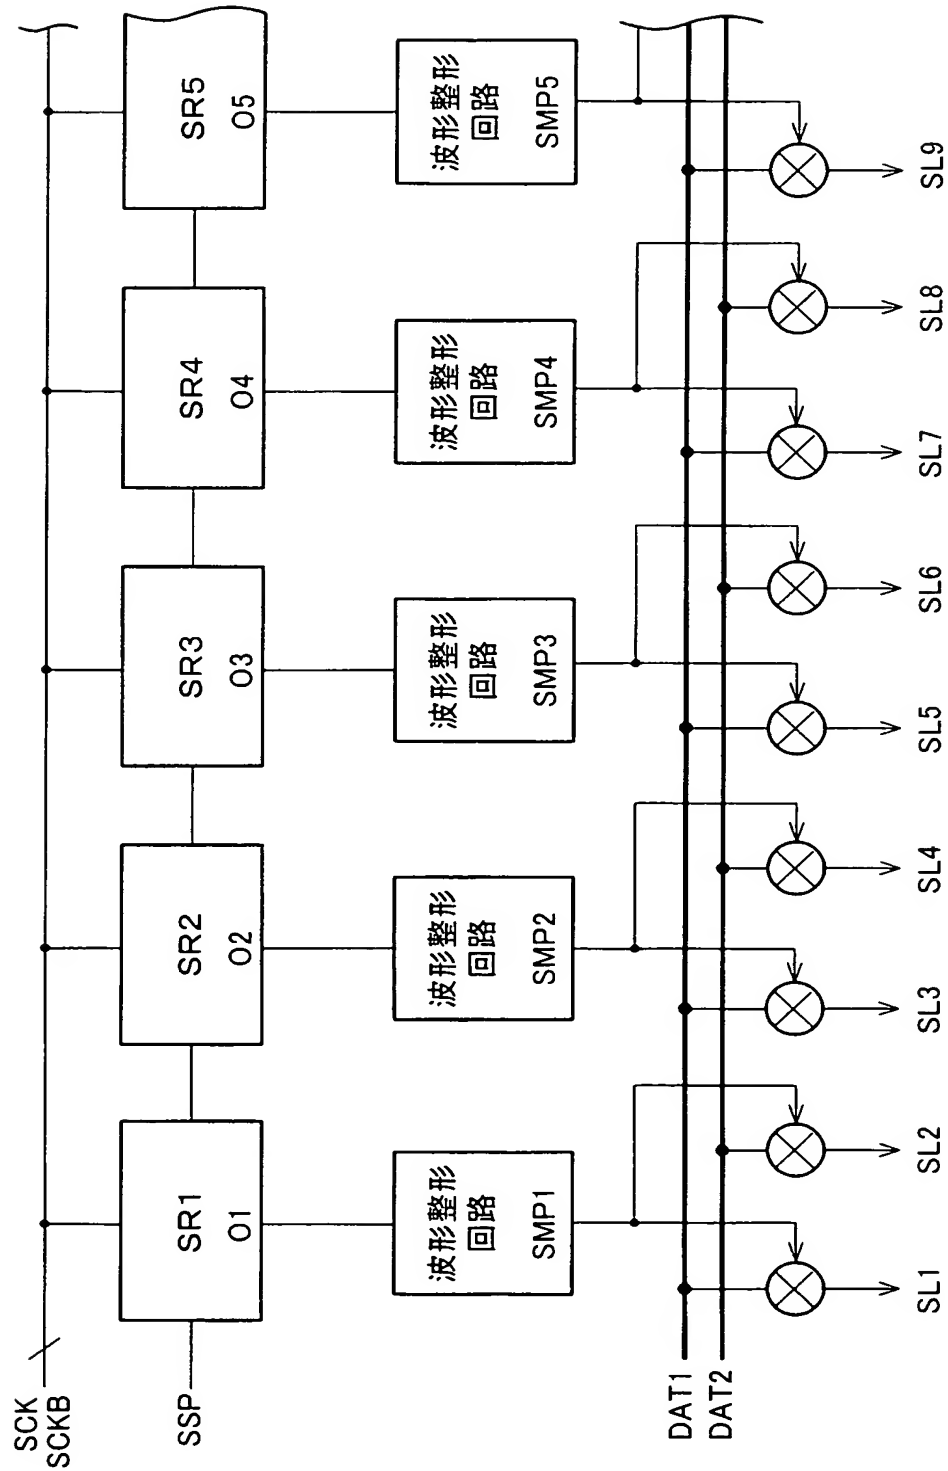 SCK
SCKB
SSP
SR1
O1
SR2
O2
SR3
O3
SR4
O4
SR5
O5
波形整形
回路
SMP1
波形整形
回路
SMP2
波形整形
回路
SMP3
波形整形
回路
SMP4
波形整形
回路
SMP5
DAT1
DAT2
SL1
SL2
SL3
SL4
SL5
SL6
SL7
SL8
SL9